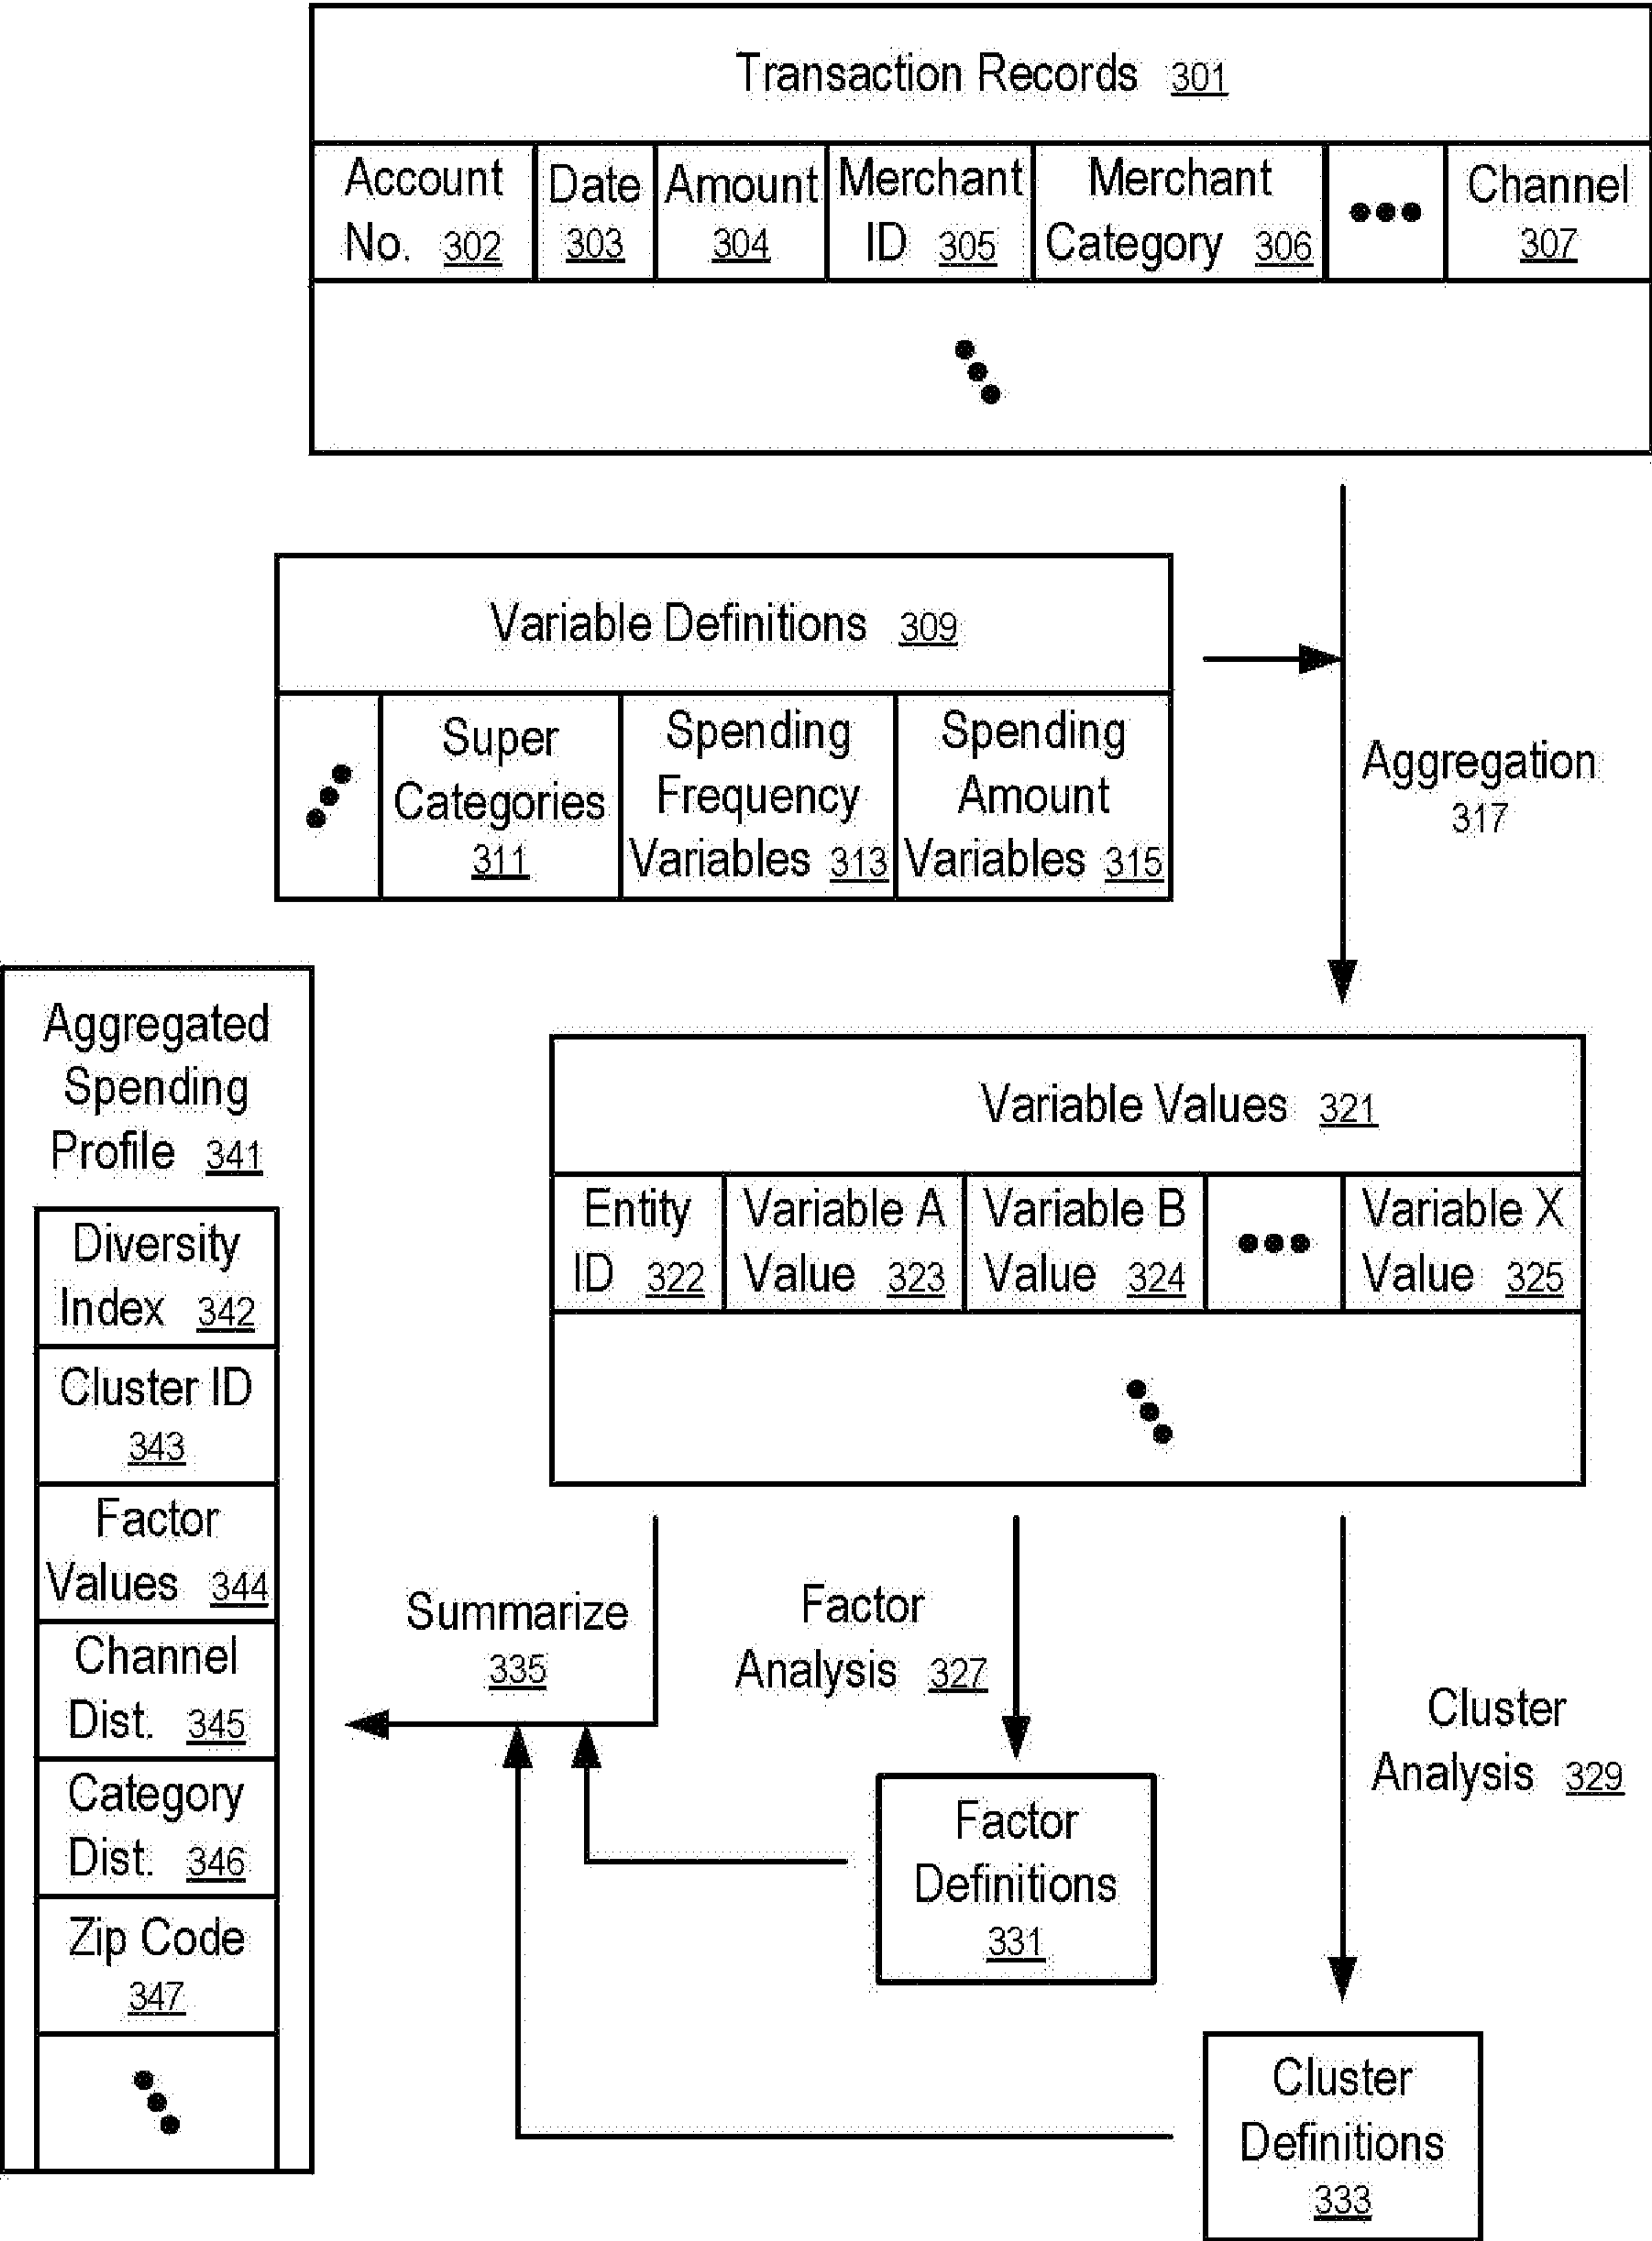 Transaction Records 301
Account
No. 302
Date
303
Amount
304
Merchant
ID 305
Merchant
Category 306
Channel
307
Variable Definitions 309
Super
Categories
311
Spending
Frequency
Variables 313
Spending
Amount
Variables 315
Aggregation
317
Aggregated
Spending
Profile 341
Diversity
Index 342
Cluster ID
343
Factor
Values 344
Channel
Dist. 345
Category
Dist. 346
Zip Code
347
Variable Values 321
Entity
ID 322
Variable A
Value 323
Variable B
Value 324
Variable X
Value 325
Summarize
335
Factor
Analysis 327
Cluster
Analysis 329
Factor
Definitions
331
Cluster
Definitions
333